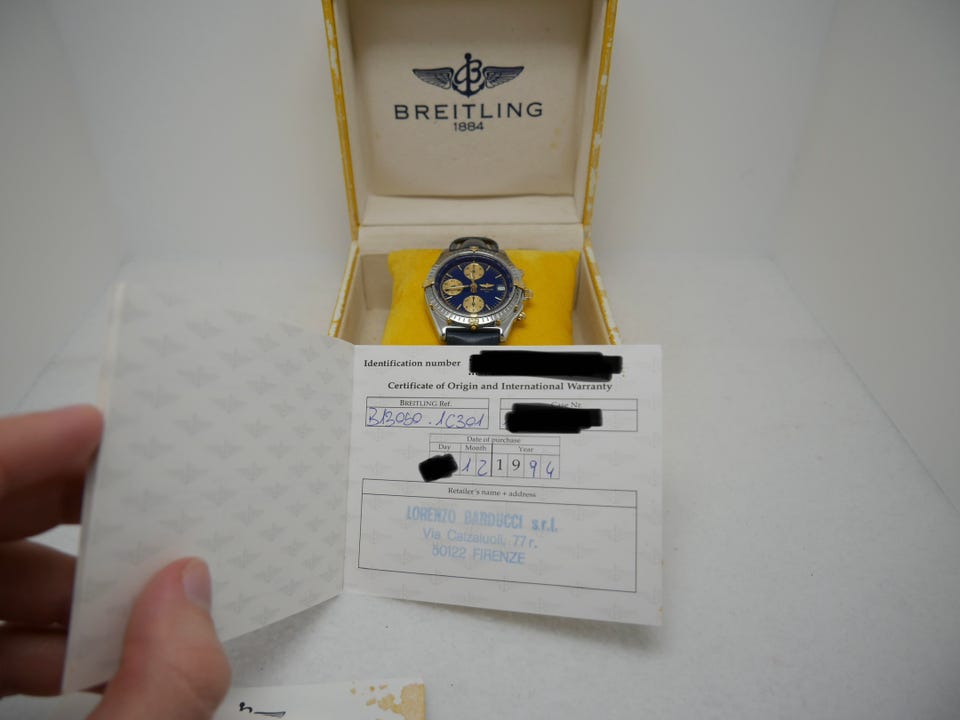 BREITLING
1884
Identification number
Certificate of Origin and International Warranty
BREITLING Ref.
Case Nr
B13050.1C301
Date of purchase
Day Month Year
12 1994
Retailer's name + address
LORENZO BARDUCCI s.r.l.
Via Calzaiuoli, 77 r.
50122 FIRENZE